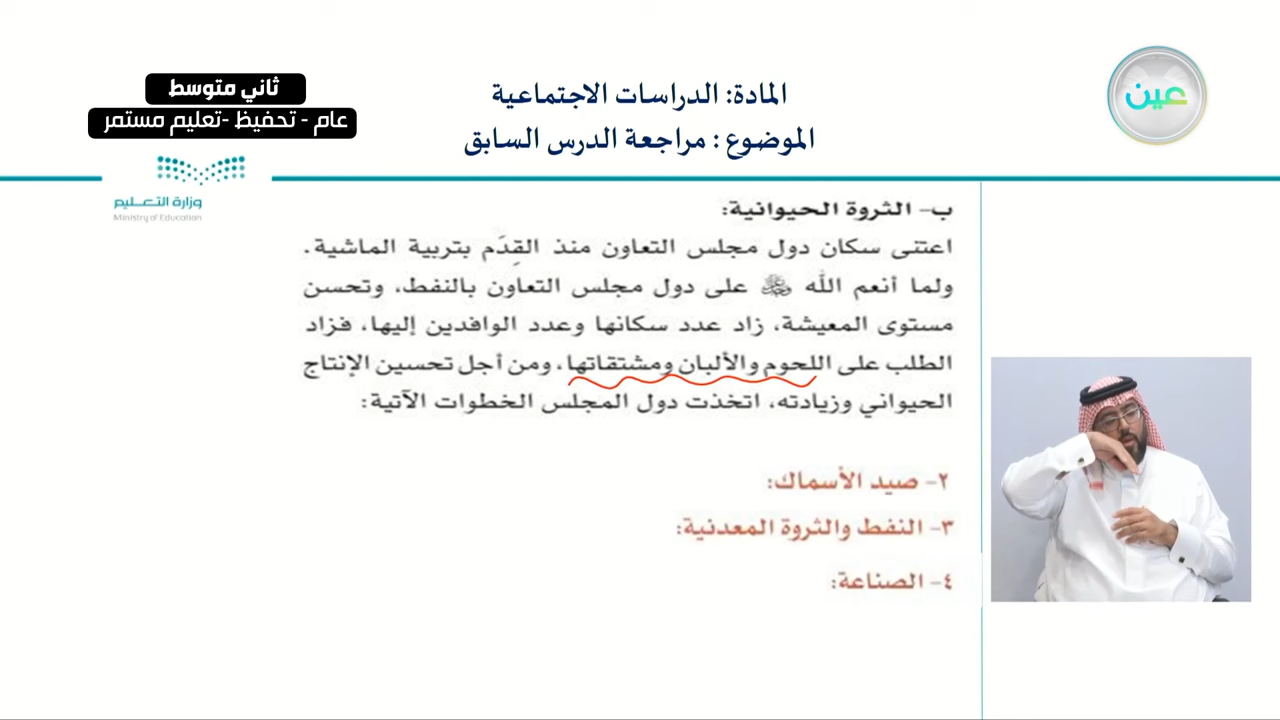 ثاني متوسط
عام - تحفيظ -تعليم مستمر
المادة: الدراسات الاجتماعية
الموضوع : مراجعة الدرس السابق
عين
وزارة التعليم
Ministry of Education
ب- الثروة الحيوانية:
اعتنى سكان دول مجلس التعاون منذ القِدَم بتربية الماشية.
ولما أنعم الله ﷻ على دول مجلس التعاون بالنفط، وتحسن
مستوى المعيشة، زاد عدد سكانها وعدد الوافدين إليها، فزاد
الطلب على اللحوم والألبان ومشتقاتها، ومن أجل تحسين الإنتاج
الحيواني وزيادته، اتخذت دول المجلس الخطوات الآتية:
٢- صيد الأسماك:
٣- النفط والثروة المعدنية:
٤- الصناعة: